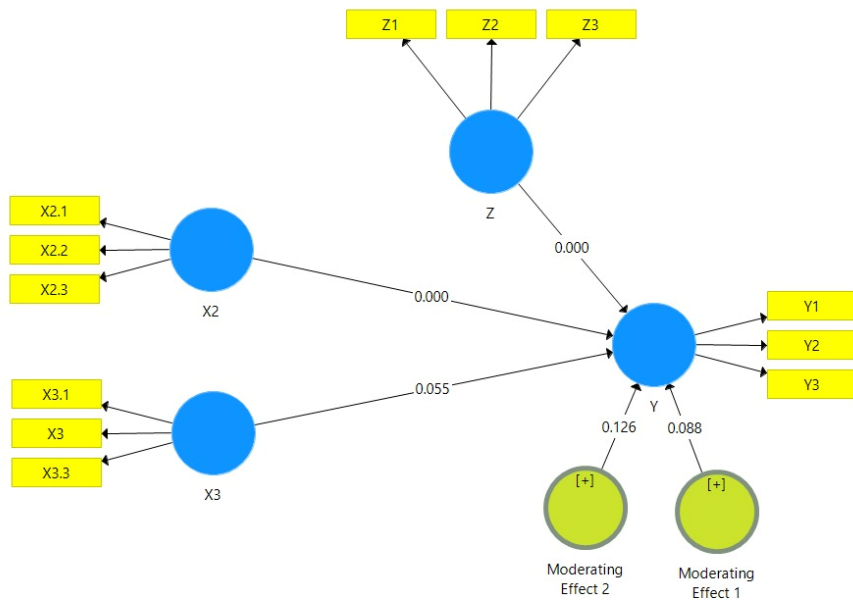 Z1 Z2 Z3
Z
0.000
X2.1
X2.2
X2.3
X2
0.000
Y1
Y2
Y3
Y
X3.1
X3
X3.3
X3
0.055
0.126 0.088
[+] [+]
Moderating
Effect 2
Moderating
Effect 1